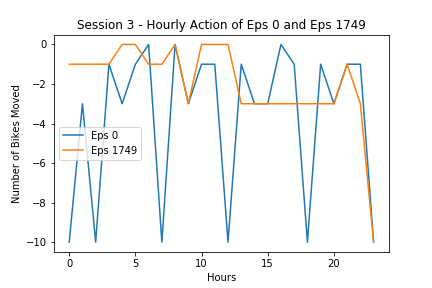 Session 3 - Hourly Action of Eps 0 and Eps 1749
Number of Bikes Moved
0
−2
−4
−6
−8
−10
Eps 0
Eps 1749
0 5 10 15 20
Hours